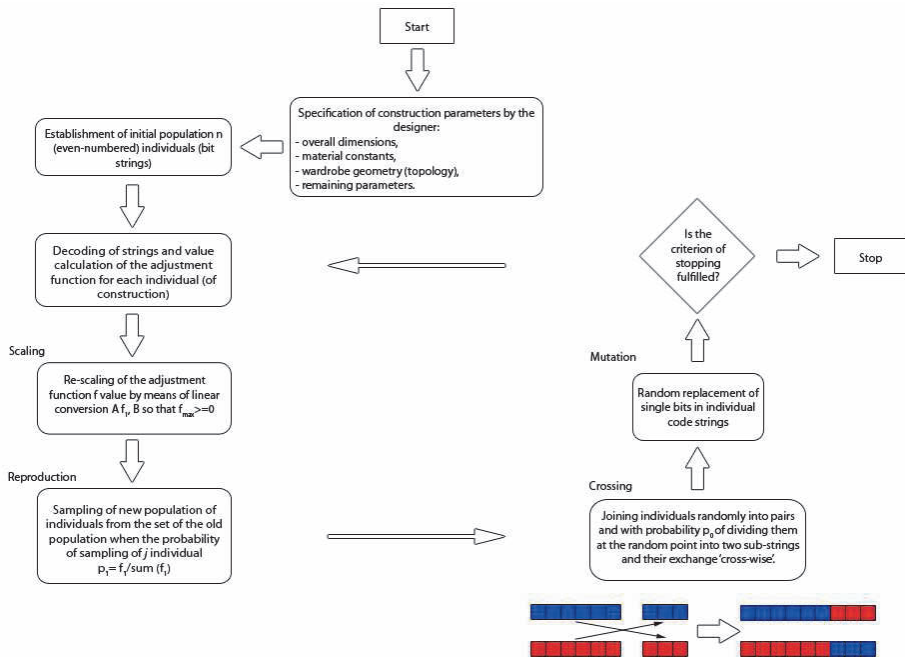 Start
Specification of construction parameters by the
designer:
- overall dimensions,
- material constants,
- wardrobe geometry (topology),
- remaining parameters.
Establishment of initial population n
(even-numbered) individuals (bit
strings)
Decoding of strings and value
calculation of the adjustment
function for each individual (of
construction)
Scaling
Re-scaling of the adjustment
function f value by means of linear
conversion A f₁, B so that fₘₐₓ>=0
Reproduction
Sampling of new population of
individuals from the set of the old
population when the probability
of sampling of j individual
p₁= f₁/sum (f₁)
Crossing
Joining individuals randomly into pairs
and with probability p₀ of dividing them
at the random point into two sub-strings
and their exchange 'cross-wise'.
Mutation
Random replacement of
single bits in individual
code strings
Is the
criterion of
stopping
fulfilled?
Stop